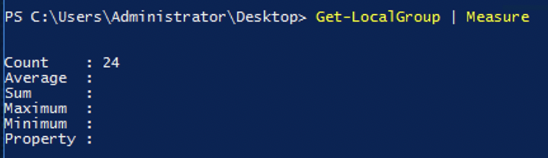 PS C:\Users\Administrator\Desktop> Get-LocalGroup | Measure
Count    : 24
Average  :
Sum      :
Maximum  :
Minimum  :
Property :